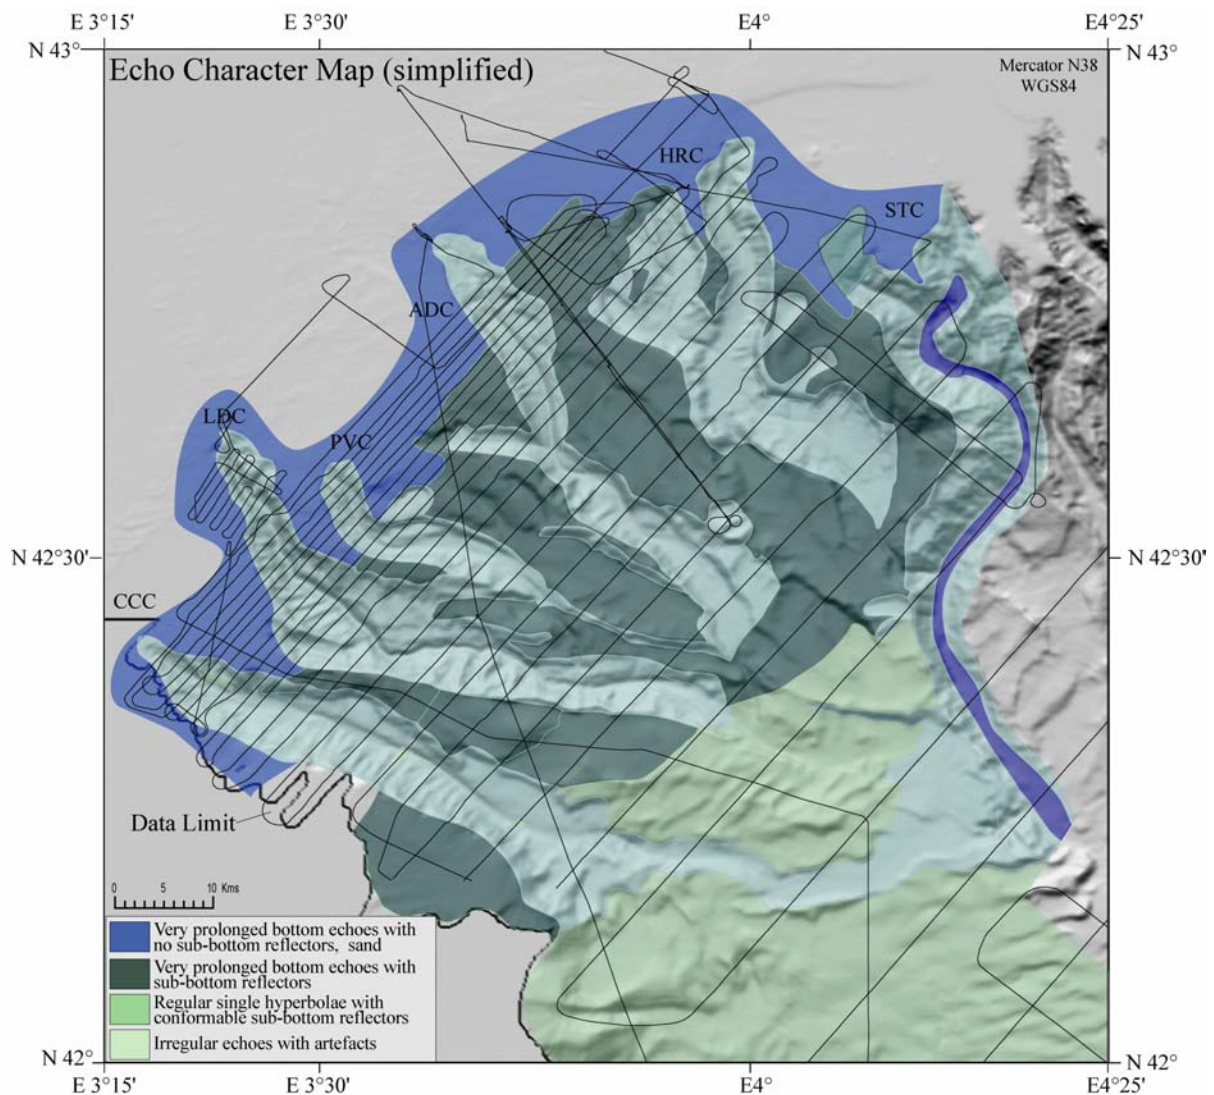 E 3°15' E 3°30' E4° E4°25'
N 43° N 43°
Echo Character Map (simplified)
Mercator N38
WGS84
HRC
STC
ADC
LDC
PVC
N 42°30' N 42°30'
CCC
Data Limit
0 5 10 Kms
Very prolonged bottom echoes with
no sub-bottom reflectors, sand
Very prolonged bottom echoes with
sub-bottom reflectors
Regular single hyperbolae with
conformable sub-bottom reflectors
Irregular echoes with artefacts
N 42° N 42°
E 3°15' E 3°30' E4° E4°25'